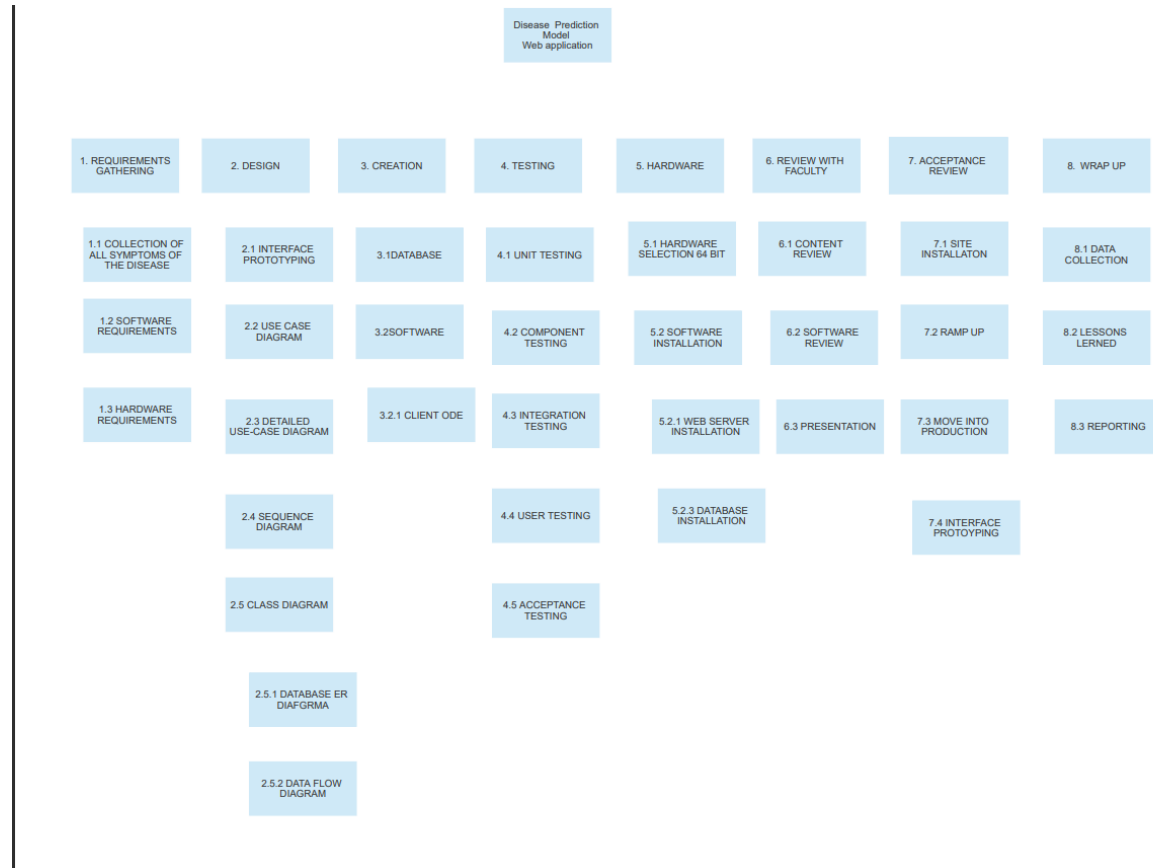 Disease Prediction
Model
Web application
1. REQUIREMENTS
GATHERING
2. DESIGN
3. CREATION
4. TESTING
5. HARDWARE
6. REVIEW WITH
FACULTY
7. ACCEPTANCE
REVIEW
8. WRAP UP
1.1 COLLECTION OF
ALL SYMPTOMS OF
THE DISEASE
2.1 INTERFACE
PROTOTYPING
3.1DATABASE
4.1 UNIT TESTING
5.1 HARDWARE
SELECTION 64 BIT
6.1 CONTENT
REVIEW
7.1 SITE
INSTALLATON
8.1 DATA
COLLECTION
1.2 SOFTWARE
REQUIREMENTS
2.2 USE CASE
DIAGRAM
3.2SOFTWARE
4.2 COMPONENT
TESTING
5.2 SOFTWARE
INSTALLATION
6.2 SOFTWARE
REVIEW
7.2 RAMP UP
8.2 LESSONS
LERNED
1.3 HARDWARE
REQUIREMENTS
2.3 DETAILED
USE-CASE DIAGRAM
3.2.1 CLIENT ODE
4.3 INTEGRATION
TESTING
5.2.1 WEB SERVER
INSTALLATION
6.3 PRESENTATION
7.3 MOVE INTO
PRODUCTION
8.3 REPORTING
2.4 SEQUENCE
DIAGRAM
4.4 USER TESTING
5.2.3 DATABASE
INSTALLATION
7.4 INTERFACE
PROTOYPING
2.5 CLASS DIAGRAM
4.5 ACCEPTANCE
TESTING
2.5.1 DATABASE ER
DIAFGRMA
2.5.2 DATA FLOW
DIAGRAM